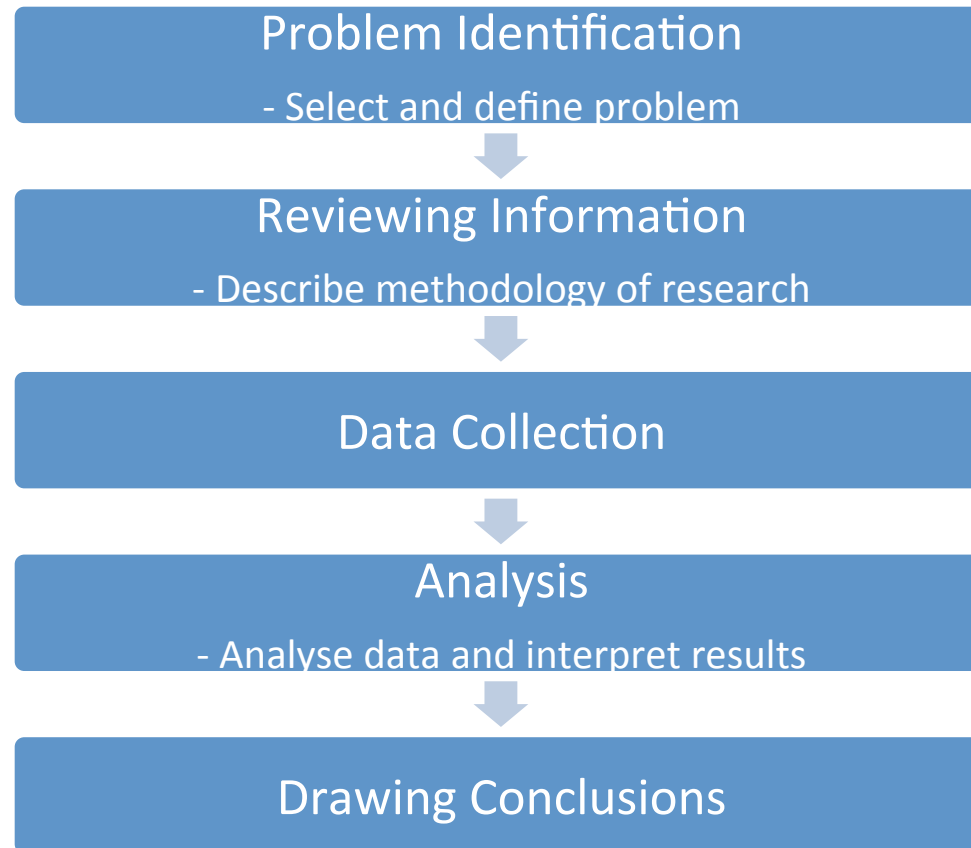 Problem Identification
- Select and define problem
Reviewing Information
- Describe methodology of research
Data Collection
Analysis
- Analyse data and interpret results
Drawing Conclusions